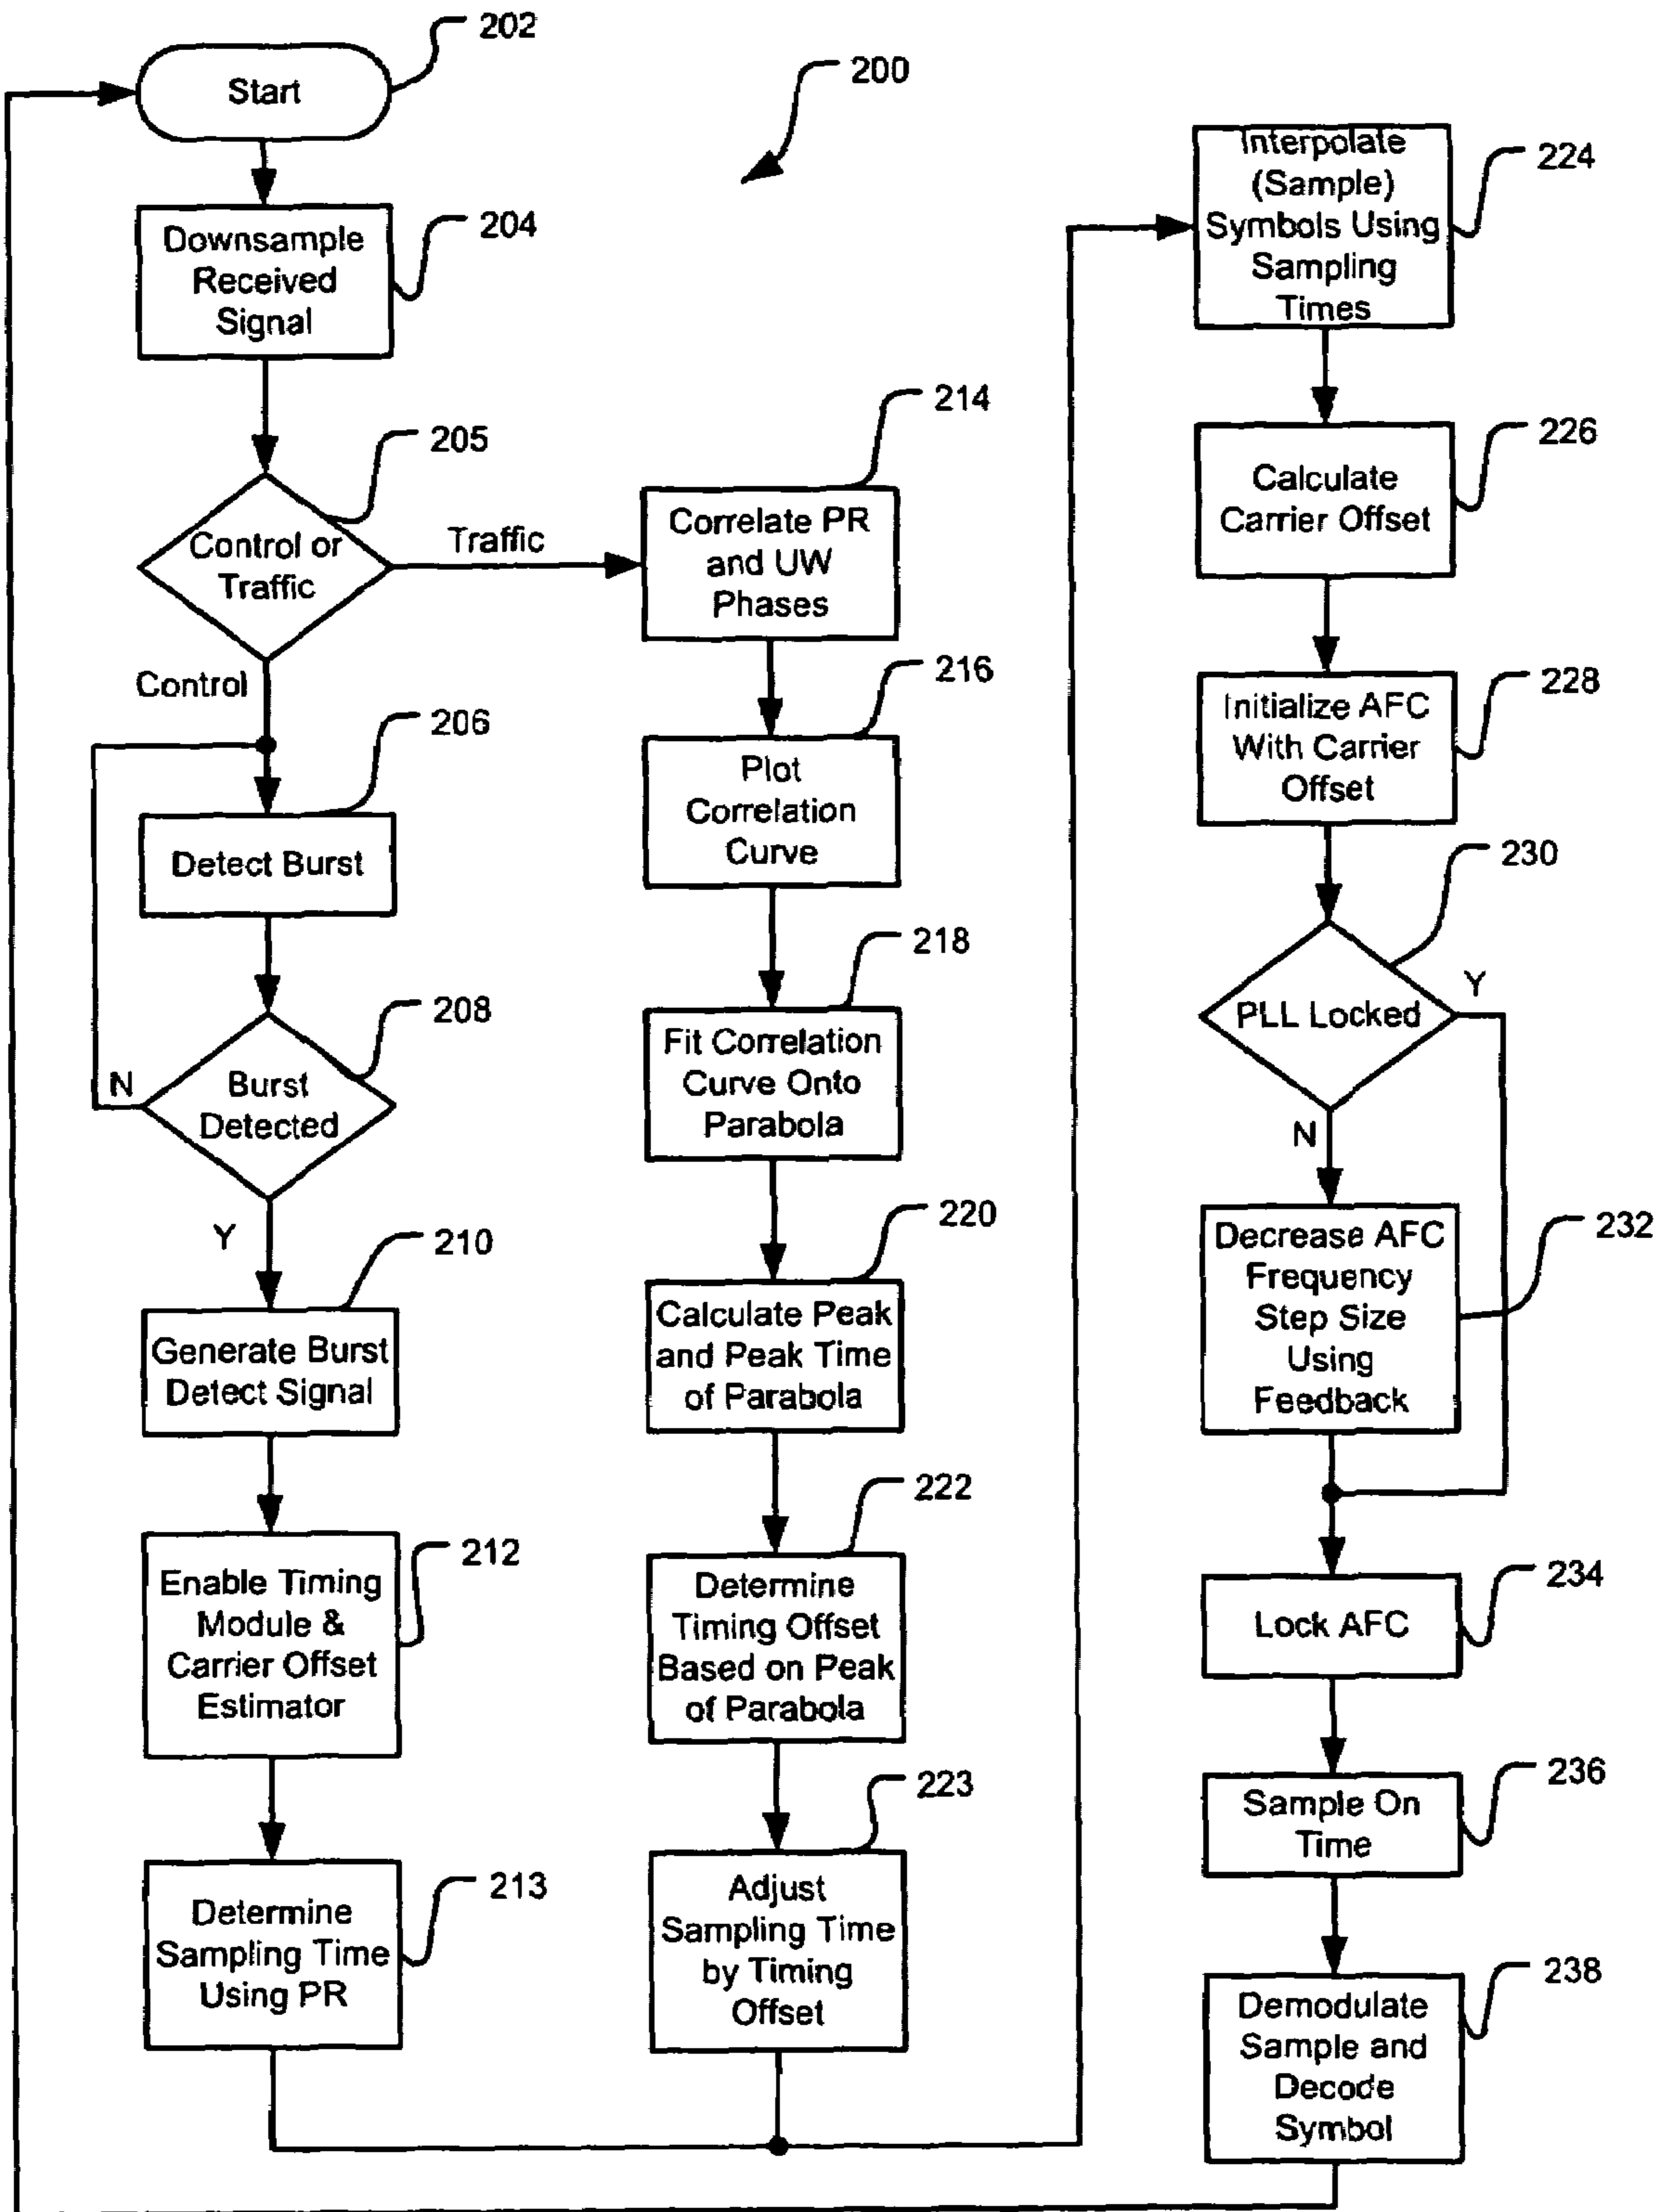 202
Start
200
204
Downsample
Received
Signal
205
Control or
Traffic
Traffic
Control
206
Detect Burst
208
Burst
Detected
N
Y
210
Generate Burst
Detect Signal
212
Enable Timing
Module &
Carrier Offset
Estimator
213
Determine
Sampling Time
Using PR
214
Correlate PR
and UW
Phases
216
Plot
Correlation
Curve
218
Fit Correlation
Curve Onto
Parabola
220
Calculate Peak
and Peak Time
of Parabola
222
Determine
Timing Offset
Based on Peak
of Parabola
223
Adjust
Sampling Time
by Timing
Offset
224
Interpolate
(Sample)
Symbols Using
Sampling
Times
226
Calculate
Carrier Offset
228
Initialize AFC
With Carrier
Offset
230
PLL Locked
Y
N
232
Decrease AFC
Frequency
Step Size
Using
Feedback
234
Lock AFC
236
Sample On
Time
238
Demodulate
Sample and
Decode
Symbol